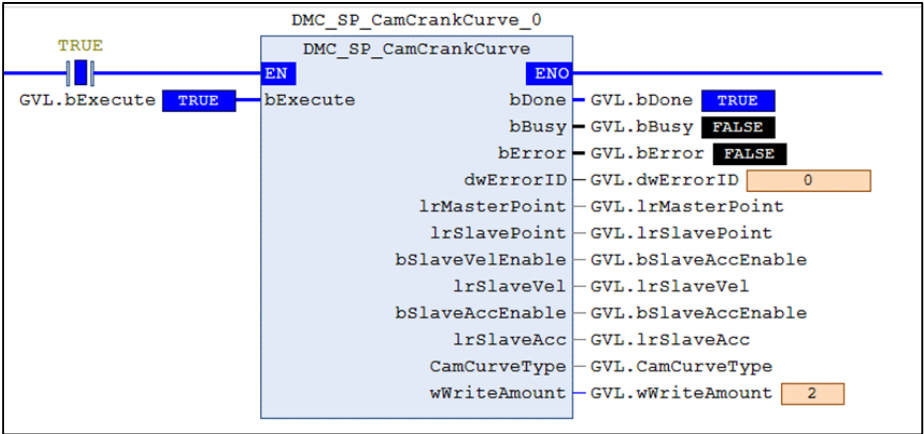 DMC_SP_CamCrankCurve_0
TRUE
DMC_SP_CamCrankCurve
EN ENO
GVL.bExecute TRUE bExecute bDone GVL.bDone TRUE
bBusy GVL.bBusy FALSE
bError GVL.bError FALSE
dwErrorID GVL.dwErrorID 0
lrMasterPoint GVL.lrMasterPoint
lrSlavePoint GVL.lrSlavePoint
bSlaveVelEnable GVL.bSlaveAccEnable
lrSlaveVel GVL.lrSlaveVel
bSlaveAccEnable GVL.bSlaveAccEnable
lrSlaveAcc GVL.lrSlaveAcc
CamCurveType GVL.CamCurveType
wWriteAmount GVL.wWriteAmount 2